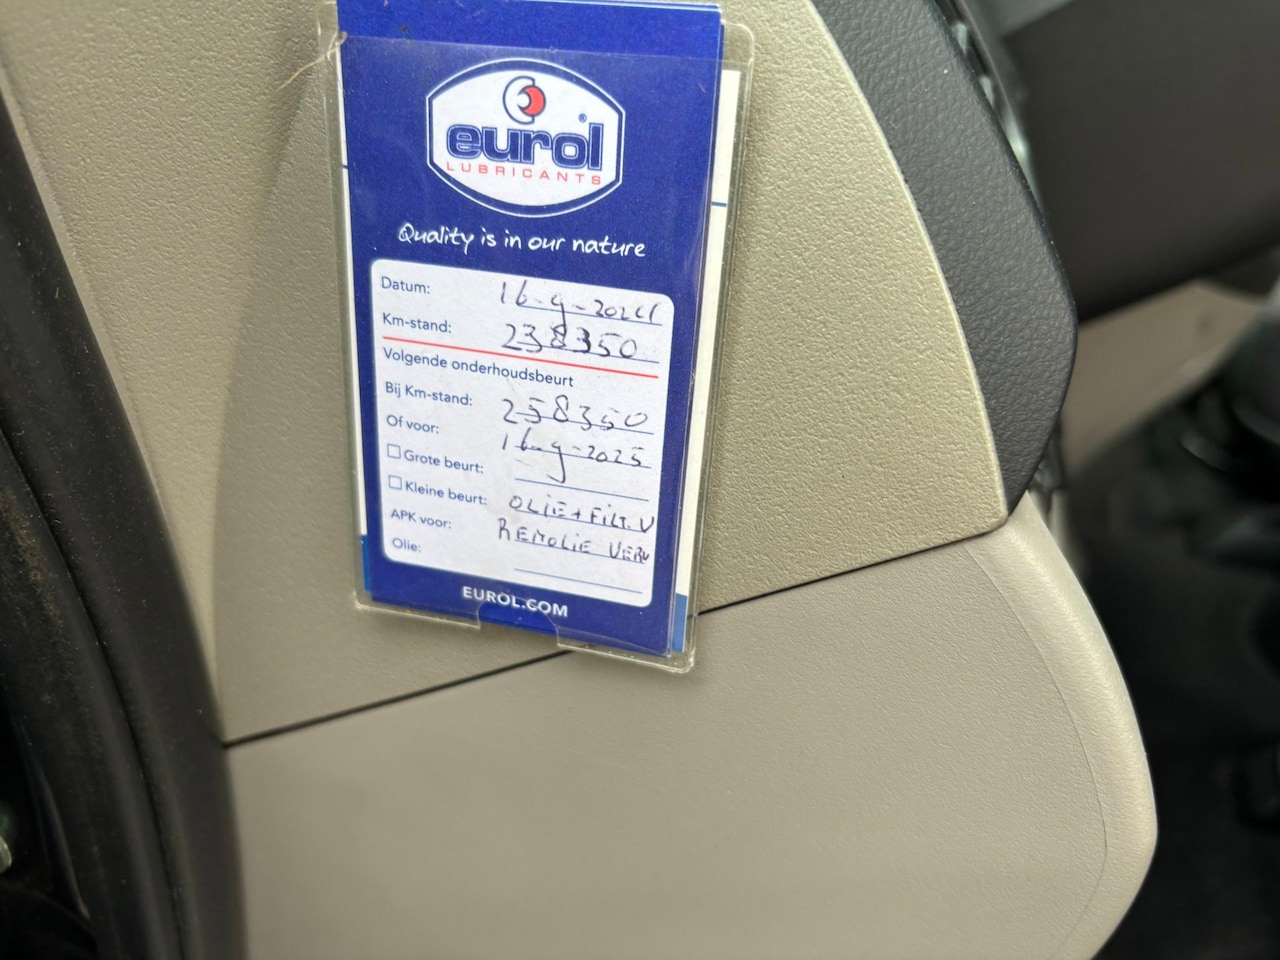 eurol®
LUBRICANTS
Quality is in our nature
Datum: 16-9-2024
Km-stand: 238350
Volgende onderhoudsbeurt
Bij Km-stand: 258350
Of voor: 16-9-2025
Grote beurt:
Kleine beurt: OLIE + FILT. V
APK voor: REMOLIE VERV
Olie:
EUROL.COM